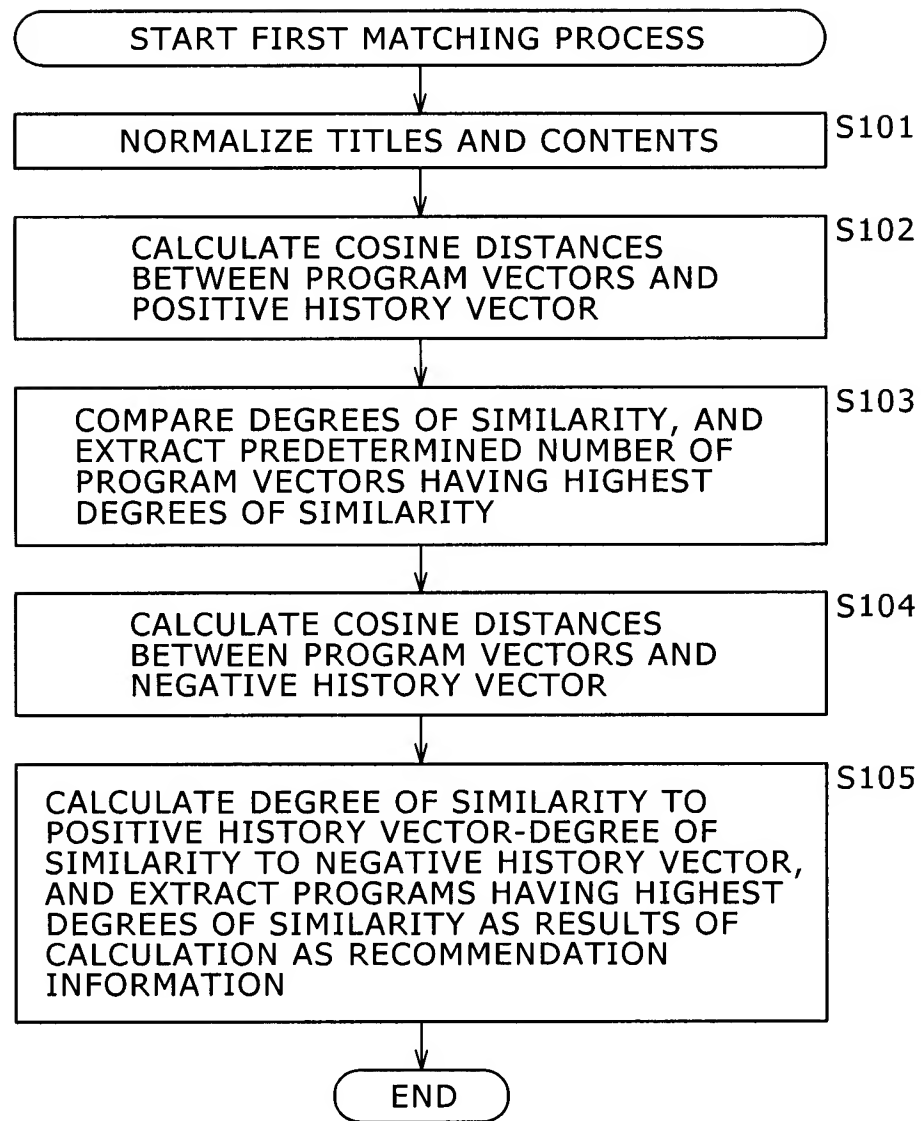 START FIRST MATCHING PROCESS
NORMALIZE TITLES AND CONTENTS
S101
CALCULATE COSINE DISTANCES
BETWEEN PROGRAM VECTORS AND
POSITIVE HISTORY VECTOR
S102
COMPARE DEGREES OF SIMILARITY, AND
EXTRACT PREDETERMINED NUMBER OF
PROGRAM VECTORS HAVING HIGHEST
DEGREES OF SIMILARITY
S103
CALCULATE COSINE DISTANCES
BETWEEN PROGRAM VECTORS AND
NEGATIVE HISTORY VECTOR
S104
CALCULATE DEGREE OF SIMILARITY TO
POSITIVE HISTORY VECTOR-DEGREE OF
SIMILARITY TO NEGATIVE HISTORY VECTOR,
AND EXTRACT PROGRAMS HAVING HIGHEST
DEGREES OF SIMILARITY AS RESULTS OF
CALCULATION AS RECOMMENDATION
INFORMATION
S105
END